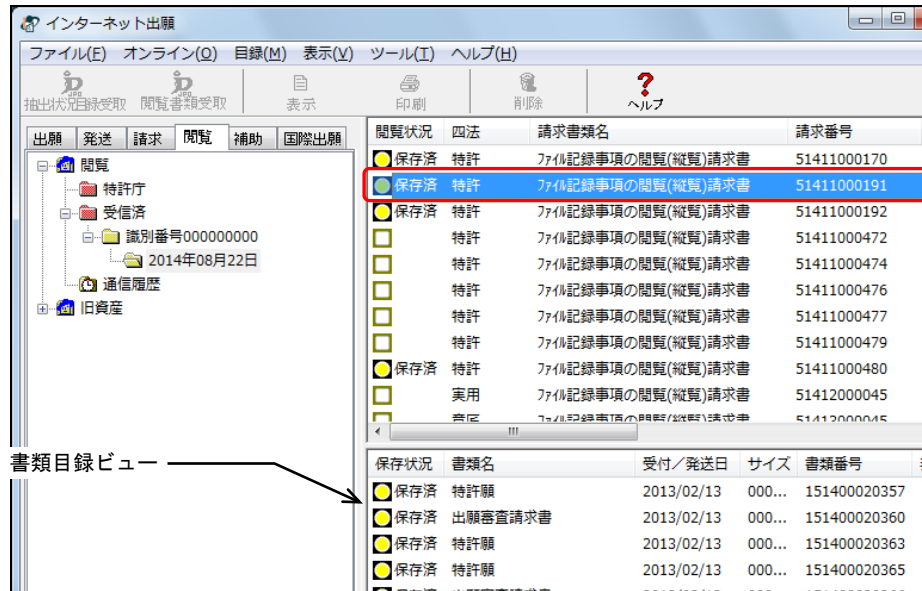 インターネット出願
ファイル(F) オンライン(O) 目録(M) 表示(V) ツール(T) ヘルプ(H)
抽出状況目録受取 閲覧書類受取 表示 印刷 削除 ヘルプ
出願 発送 請求 閲覧 補助 国際出願
閲覧
特許庁
受信済
識別番号000000000
2014年08月22日
通信履歴
旧資産
閲覧状況 四法 請求書類名 請求番号
保存済 特許 ファイル記録事項の閲覧(縦覧)請求書 51411000170
保存済 特許 ファイル記録事項の閲覧(縦覧)請求書 51411000191
保存済 特許 ファイル記録事項の閲覧(縦覧)請求書 51411000192
特許 ファイル記録事項の閲覧(縦覧)請求書 51411000472
特許 ファイル記録事項の閲覧(縦覧)請求書 51411000474
特許 ファイル記録事項の閲覧(縦覧)請求書 51411000476
特許 ファイル記録事項の閲覧(縦覧)請求書 51411000477
特許 ファイル記録事項の閲覧(縦覧)請求書 51411000479
保存済 特許 ファイル記録事項の閲覧(縦覧)請求書 51411000480
実用 ファイル記録事項の閲覧(縦覧)請求書 51412000045
意匠 ファイル記録事項の閲覧(縦覧)請求書 51413000045
書類目録ビュー
保存状況 書類名 受付／発送日 サイズ 書類番号
保存済 特許願 2013/02/13 000... 151400020357
保存済 出願審査請求書 2013/02/13 000... 151400020360
保存済 特許願 2013/02/13 000... 151400020363
保存済 特許願 2013/02/13 000... 151400020365